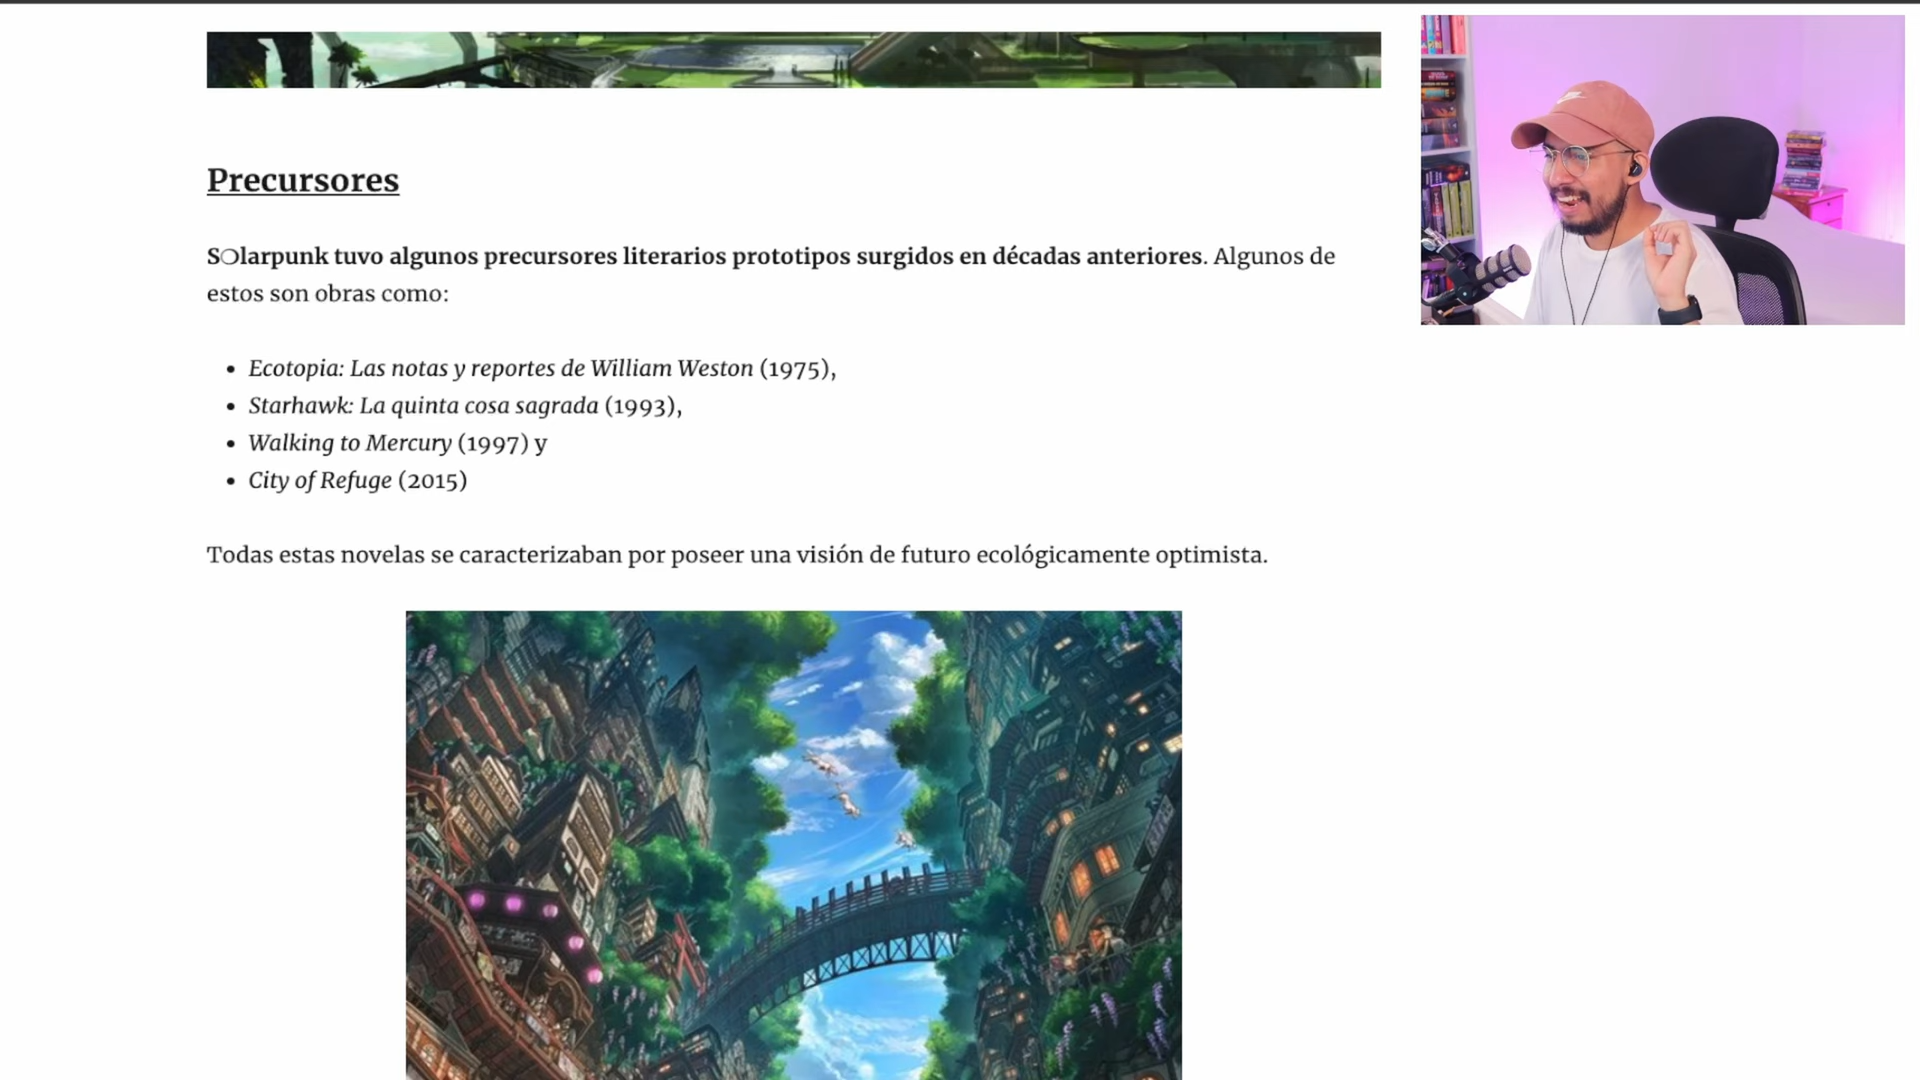 Precursores
S❍larpunk tuvo algunos precursores literarios prototipos surgidos en décadas anteriores. Algunos de
estos son obras como:
• Ecotopia: Las notas y reportes de William Weston (1975),
• Starhawk: La quinta cosa sagrada (1993),
• Walking to Mercury (1997) y
• City of Refuge (2015)
Todas estas novelas se caracterizaban por poseer una visión de futuro ecológicamente optimista.